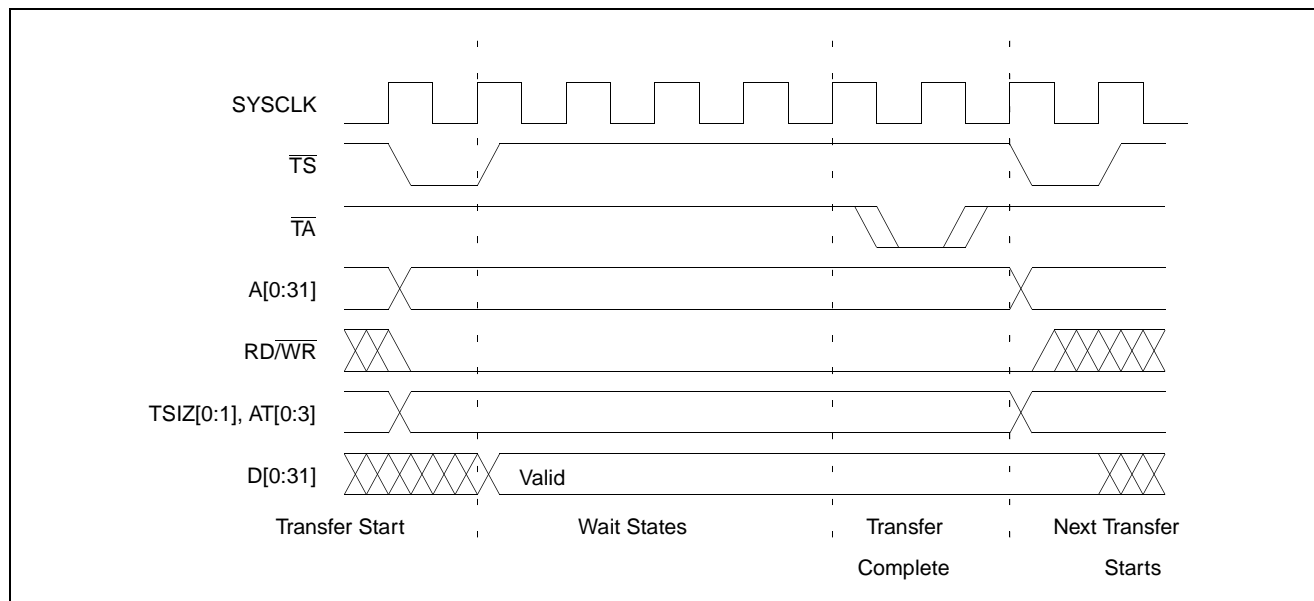 SYSCLK
TS
TA
A[0:31]
RD/WR
TSIZ[0:1], AT[0:3]
D[0:31]
Valid
Transfer Start
Wait States
Transfer
Complete
Next Transfer
Starts